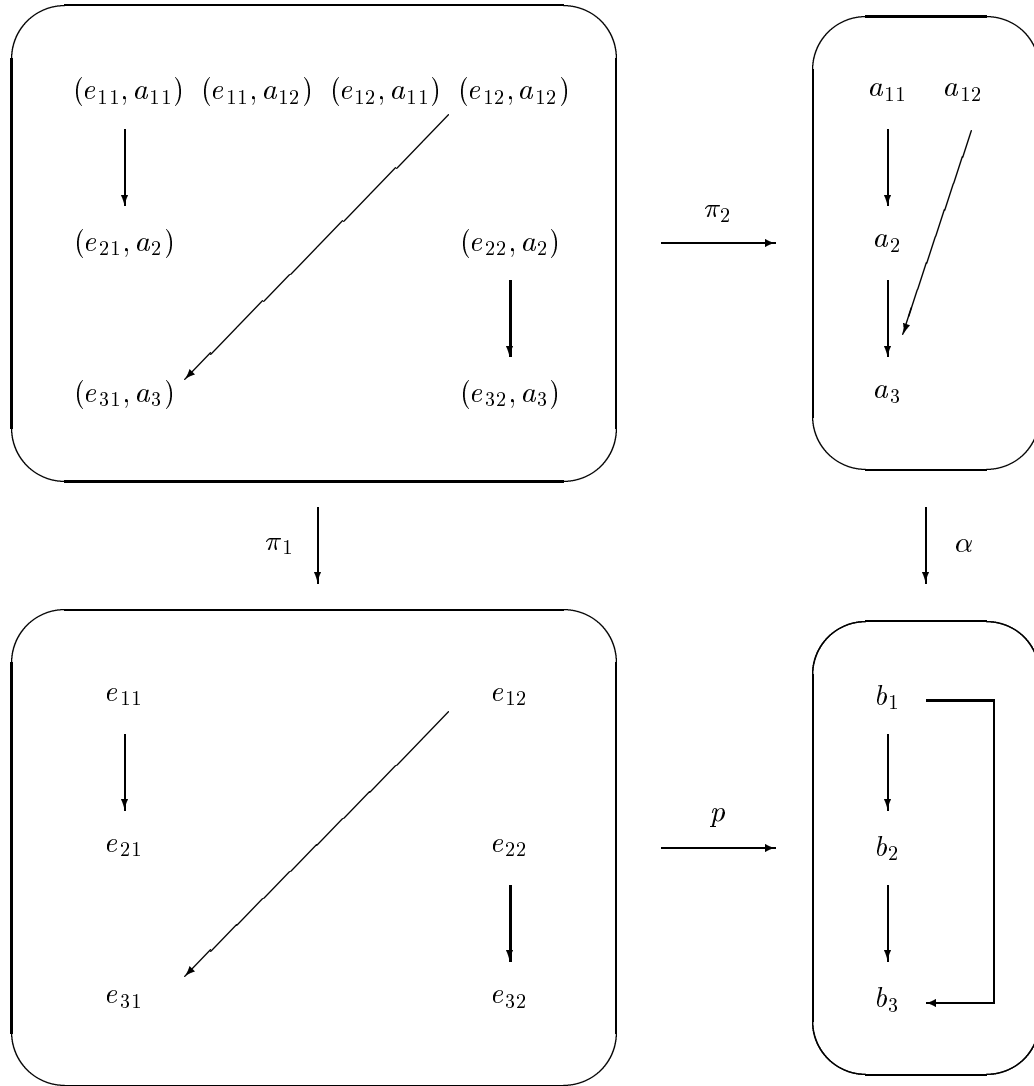 (e₁₁, a₁₁) (e₁₁, a₁₂) (e₁₂, a₁₁) (e₁₂, a₁₂)
a₁₁ a₁₂
π₂
(e₂₁, a₂) (e₂₂, a₂)
a₂
(e₃₁, a₃) (e₃₂, a₃)
a₃
π₁
α
e₁₁ e₁₂
b₁
p
e₂₁ e₂₂
b₂
e₃₁ e₃₂
b₃